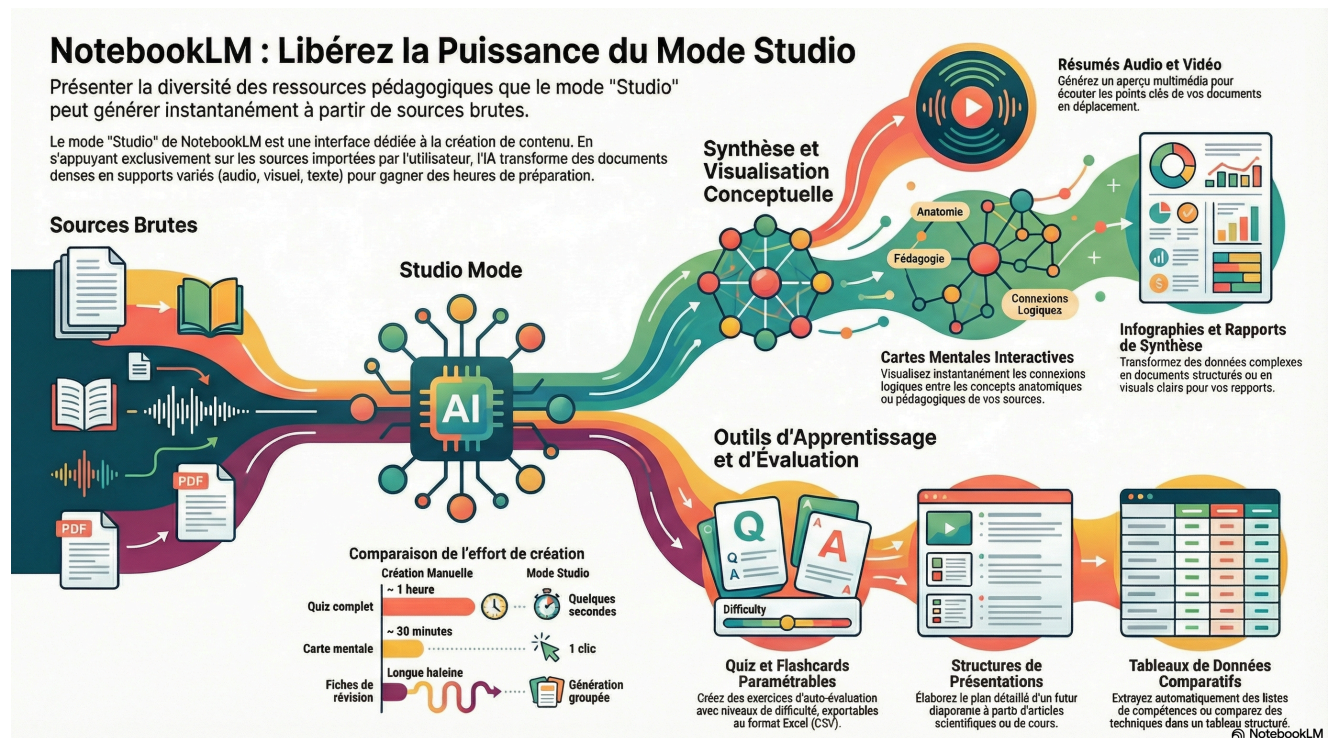 NotebookLM : Libérez la Puissance du Mode Studio
Présenter la diversité des ressources pédagogiques que le mode "Studio"
peut générer instantanément à partir de sources brutes.
Le mode "Studio" de NotebookLM est une interface dédiée à la création de contenu. En
s'appuyant exclusivement sur les sources importées par l'utilisateur, l'IA transforme des documents
denses en supports variés (audio, visuel, texte) pour gagner des heures de préparation.
Sources Brutes
PDF
PDF
Studio Mode
AI
Synthèse et
Visualisation
Conceptuelle
Résumés Audio et Vidéo
Générez un aperçu multimédia pour
écouter les points clés de vos documents
en déplacement.
Anatomie
Fédagogie
Connexions
Logiquez
Cartes Mentales Interactives
Visualisez instantanément les connexions
logiques entre les concepts anatomiques
ou pédagogiques de vos sources.
$
Infographies et Rapports
de Synthèse
Transformez des données complexes
en documents structurés ou en
visuals clairs pour vos repports.
Comparaison de l'effort de création
Création Manuelle
Mode Studio
Quiz complet
~ 1 heure
Quelques
secondes
Carte mentale
~ 30 minutes
1 clic
Fiches de
révision
Longue haleine
Génération
groupée
Outils d'Apprentissage
et d'Évaluation
Q
Q
A
A
A
A
Difficulty
Quiz et Flashcards
Paramétrables
Créez des exercices d'auto-évaluation
avec niveaux de difficulté, exportables
au format Excel (CSV).
Structures de
Présentations
Élaborez le plan détaillé d'un futur
diaporanie à partb d'articles
scientifiques ou de cours.
Tableaux de Données
Comparatifs
Extrayez automatiquement des listes
de compétences ou comparez des
techniques dans un tableau structuré.
NotebookLM